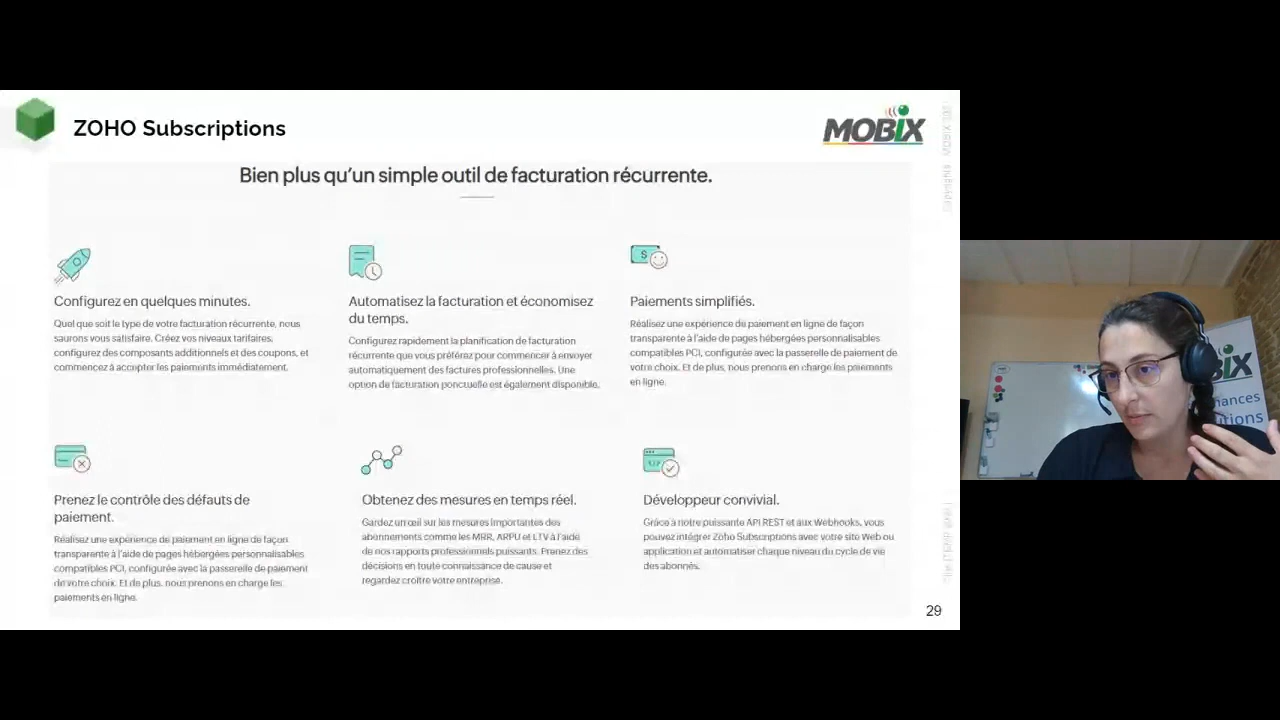 ZOHO Subscriptions
MOBIX
Bien plus qu'un simple outil de facturation récurrente.
Configurez en quelques minutes.
Quel que soit le type de votre facturation récurrente, nous
saurons vous satisfaire. Créez vos niveaux tarifaires,
configurez des composants additionnels et des coupons, et
commencez à accepter les paiements immédiatement.
Automatisez la facturation et économisez
du temps.
Configurez rapidement la planification de facturation
récurrente que vous préférez pour commencer à envoyer
automatiquement des factures professionnelles. Une
option de facturation ponctuelle est également disponible.
Paiements simplifiés.
Réalisez une expérience de paiement en ligne de façon
transparente à l'aide de pages hébergées personnalisables
compatibles PCI, configurée avec la passerelle de paiement de
votre choix. Et de plus, nous prenons en charge les paiements
en ligne.
Prenez le contrôle des défauts de
paiement.
Réalisez une expérience de paiement en ligne de façon
transparente à l'aide de pages hébergées personnalisables
compatibles PCI, configurée avec la passerelle de paiement
de votre choix. Et de plus, nous prenons en charge les
paiements en ligne.
Obtenez des mesures en temps réel.
Gardez un œil sur les mesures importantes des
abonnements comme les MRR, ARPU et LTV à l'aide
de nos rapports professionnels puissants. Prenez des
décisions en toute connaissance de cause et
regardez croître votre entreprise.
Développeur convivial.
Grâce à notre puissante API REST et aux Webhooks, vous
pouvez intégrer Zoho Subscriptions avec votre site Web ou
application et automatiser chaque niveau du cycle de vie
des abonnés.
29
BIX
nances
utions